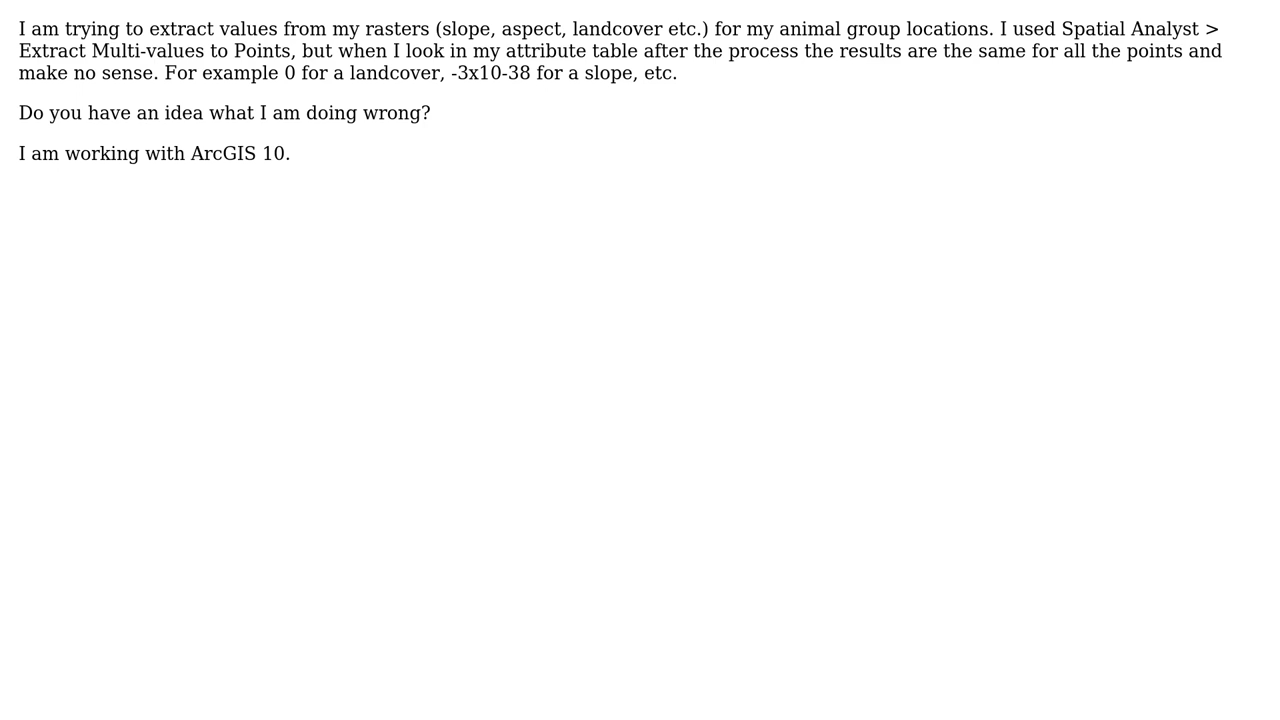 I am trying to extract values from my rasters (slope, aspect, landcover etc.) for my animal group locations. I used Spatial Analyst >
Extract Multi-values to Points, but when I look in my attribute table after the process the results are the same for all the points and
make no sense. For example 0 for a landcover, -3x10-38 for a slope, etc.
Do you have an idea what I am doing wrong?
I am working with ArcGIS 10.